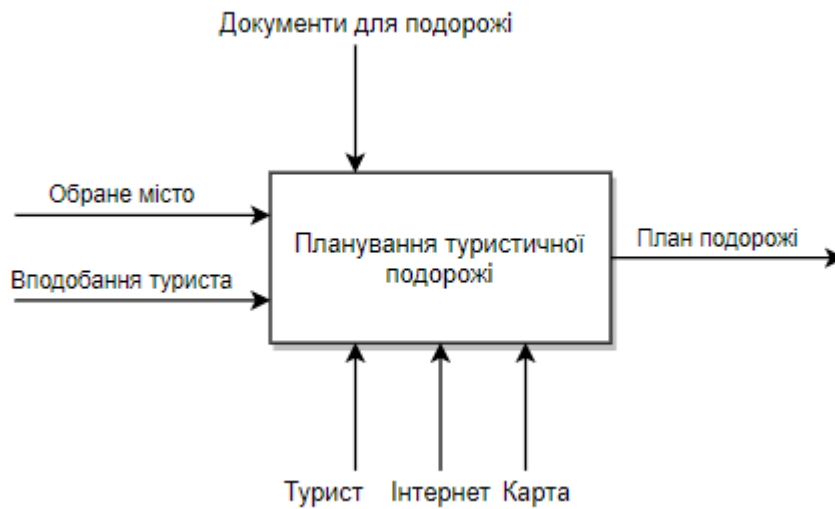 Документи для подорожі
Обране місто
Вподобання туриста
Планування туристичної
подорожі
План подорожі
Турист Інтернет Карта